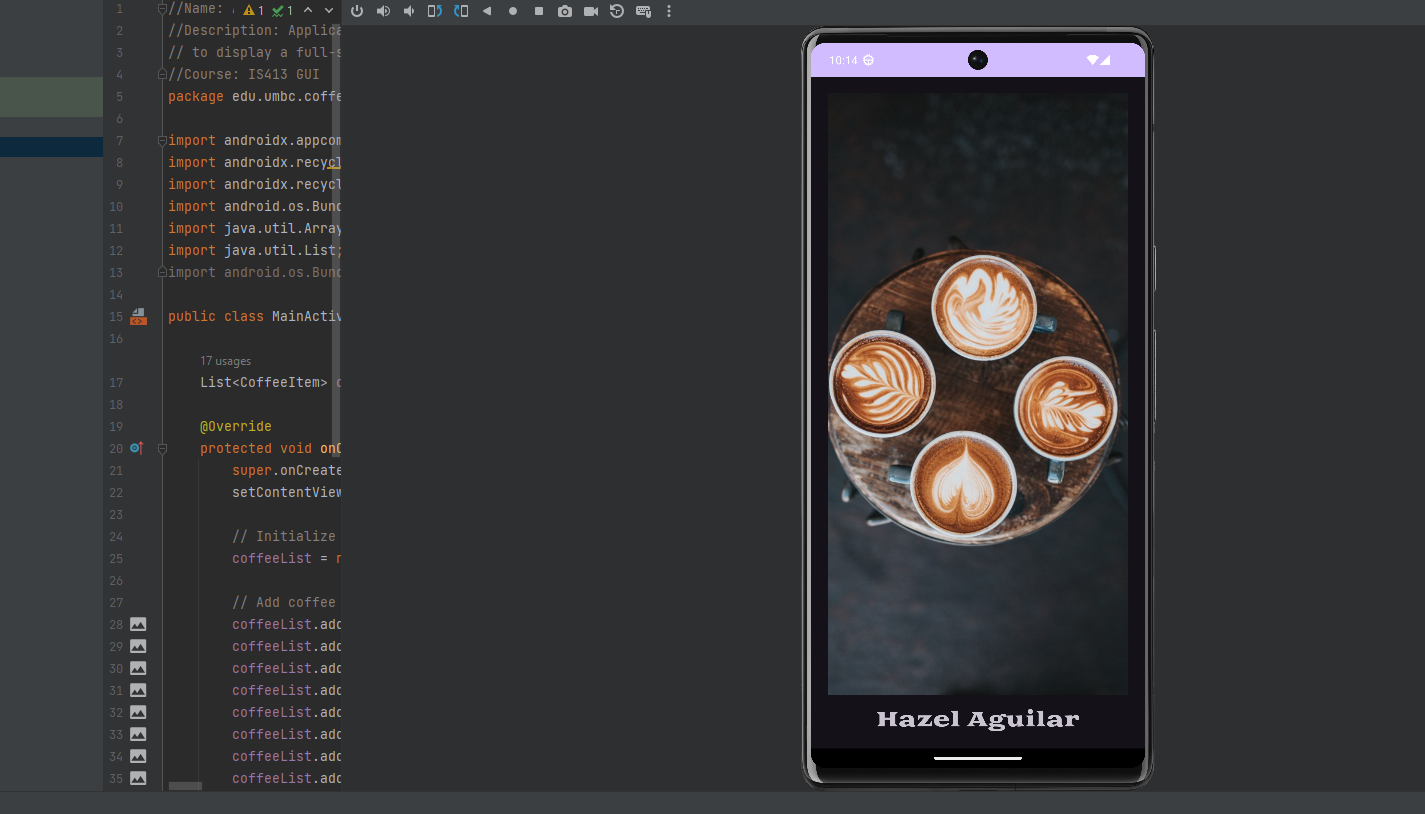 1 //Name: 1 1
2 //Description: Applica
3 // to display a full-s
4 //Course: IS413 GUI
5 package edu.umbc.coffe
6
7 import androidx.appcom
8 import androidx.recycl
9 import androidx.recycl
10 import android.os.Bund
11 import java.util.Array
12 import java.util.List;
13 import android.os.Bund
14
15 public class MainActiv
16
17 usages
17 List<CoffeeItem> c
18
19 @Override
20 protected void onC
21 super.onCreate
22 setContentView
23
24 // Initialize
25 coffeeList = n
26
27 // Add coffee
28 coffeeList.add
29 coffeeList.add
30 coffeeList.add
31 coffeeList.add
32 coffeeList.add
33 coffeeList.add
34 coffeeList.add
35 coffeeList.add
10:14
Hazel Aguilar